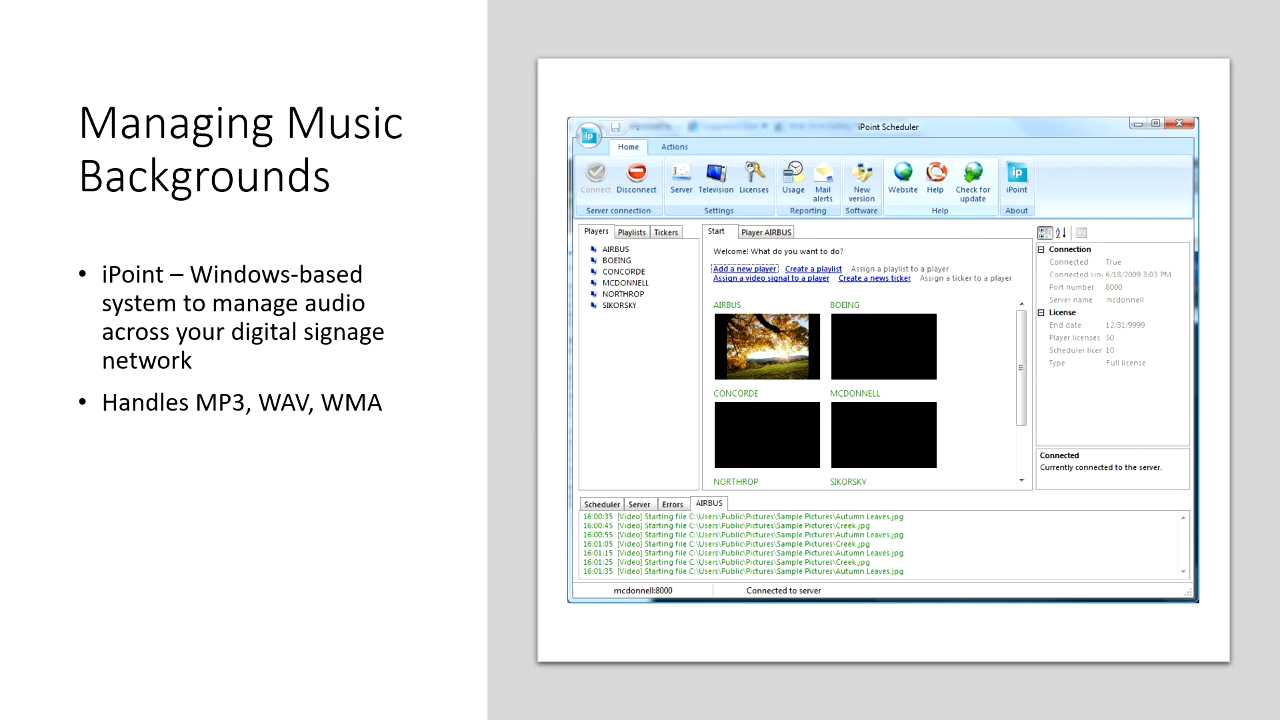 Managing Music
Backgrounds
• iPoint – Windows-based
system to manage audio
across your digital signage
network
• Handles MP3, WAV, WMA
iPoint Scheduler
Home Actions
Connect Disconnect Server Television Licenses Usage Mail alerts New version Website Help Check for update iPoint
Server connection Settings Reporting Software Help About
Players Playlists Tickers
AIRBUS
BOEING
CONCORDE
MCDONNELL
NORTHROP
SIKORSKY
Start Player AIRBUS
Welcome! What do you want to do?
Add a new player Create a playlist Assign a playlist to a player
Assign a video signal to a player Create a news ticker Assign a ticker to a player
AIRBUS BOEING
CONCORDE MCDONNELL
NORTHROP SIKORSKY
Connection
Connected True
Connected sin 6/18/2009 3:03 PM
Port number 8000
Server name mcdonnell
License
End date 12/31/9999
Player licenses 50
Scheduler licer 10
Type Full license
Connected
Currently connected to the server.
Scheduler Server Errors AIRBUS
16:00:35 [Video] Starting file C:\Users\Public\Pictures\Sample Pictures\Autumn Leaves.jpg
16:00:45 [Video] Starting file C:\Users\Public\Pictures\Sample Pictures\Creek.jpg
16:00:55 [Video] Starting file C:\Users\Public\Pictures\Sample Pictures\Autumn Leaves.jpg
16:01:05 [Video] Starting file C:\Users\Public\Pictures\Sample Pictures\Creek.jpg
16:01:15 [Video] Starting file C:\Users\Public\Pictures\Sample Pictures\Autumn Leaves.jpg
16:01:25 [Video] Starting file C:\Users\Public\Pictures\Sample Pictures\Creek.jpg
16:01:35 [Video] Starting file C:\Users\Public\Pictures\Sample Pictures\Autumn Leaves.jpg
mcdonnell:8000 Connected to server